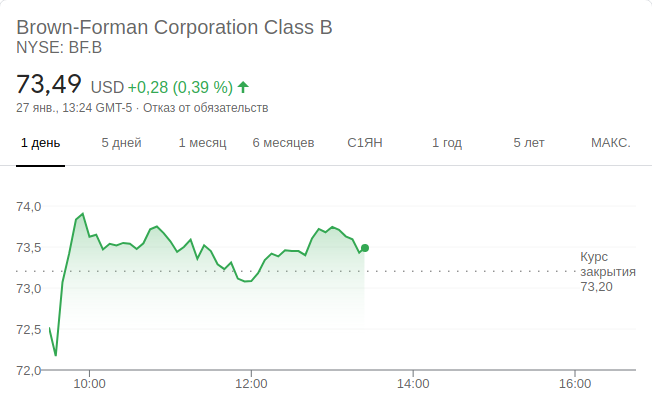 Brown-Forman Corporation Class B
NYSE: BF.B
73,49 USD +0,28 (0,39 %)
27 янв., 13:24 GMT-5 · Отказ от обязательств
1 день 5 дней 1 месяц 6 месяцев С1ЯН 1 год 5 лет МАКС.
74,0
73,5
Курс
закрытия
73,20
73,0
72,5
72,0
10:00 12:00 14:00 16:00